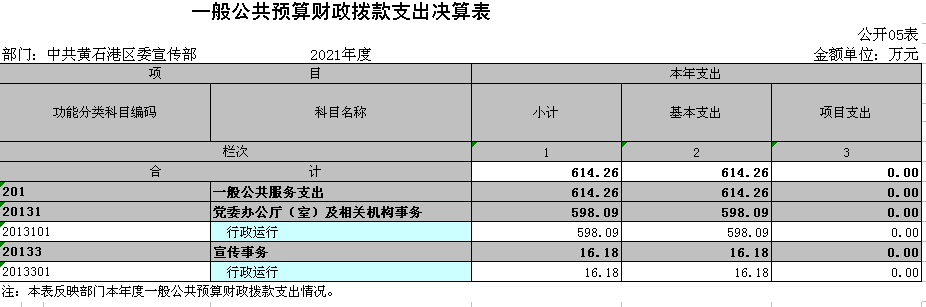 一般公共预算财政拨款支出决算表
公开05表
部门：中共黄石港区委宣传部 2021年度 金额单位：万元
项 目 本年支出
功能分类科目编码 科目名称 小计 基本支出 项目支出
栏次 1 2 3
合 计 614.26 614.26 0.00
201 一般公共服务支出 614.26 614.26 0.00
20131 党委办公厅（室）及相关机构事务 598.09 598.09 0.00
2013101 行政运行 598.09 598.09 0.00
20133 宣传事务 16.18 16.18 0.00
2013301 行政运行 16.18 16.18 0.00
注：本表反映部门本年度一般公共预算财政拨款支出情况。